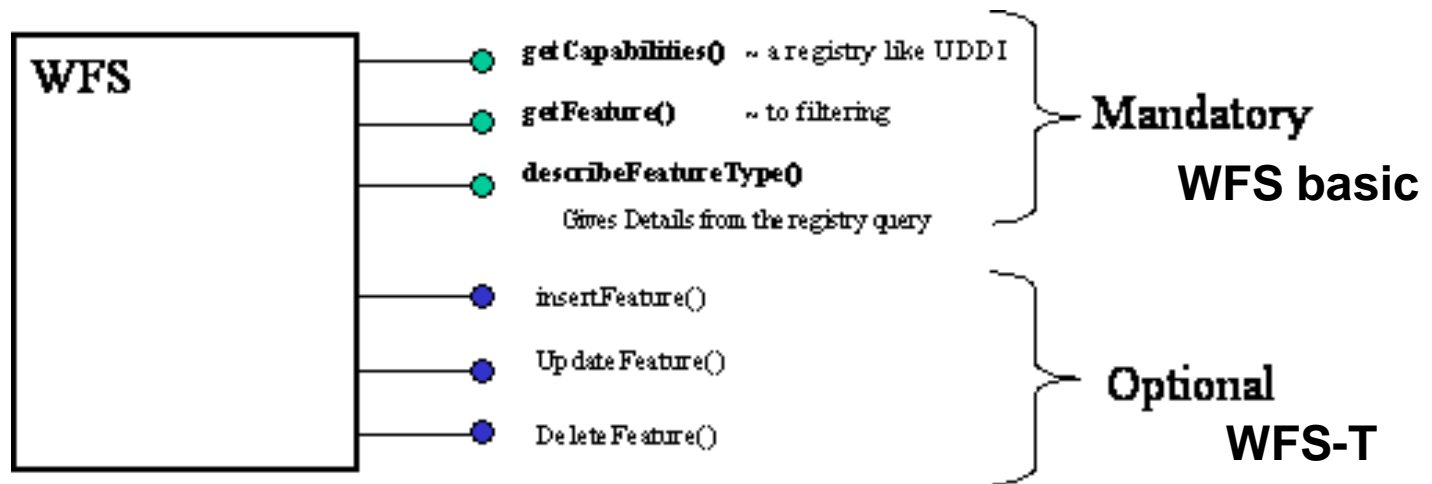 WFS
getCapabilities() ~ a registry like UDDI
getFeature() ~ to filtering
describeFeatureType()
Gives Details from the registry query
Mandatory
WFS basic
insertFeature()
UpdateFeature()
DeleteFeature()
Optional
WFS-T